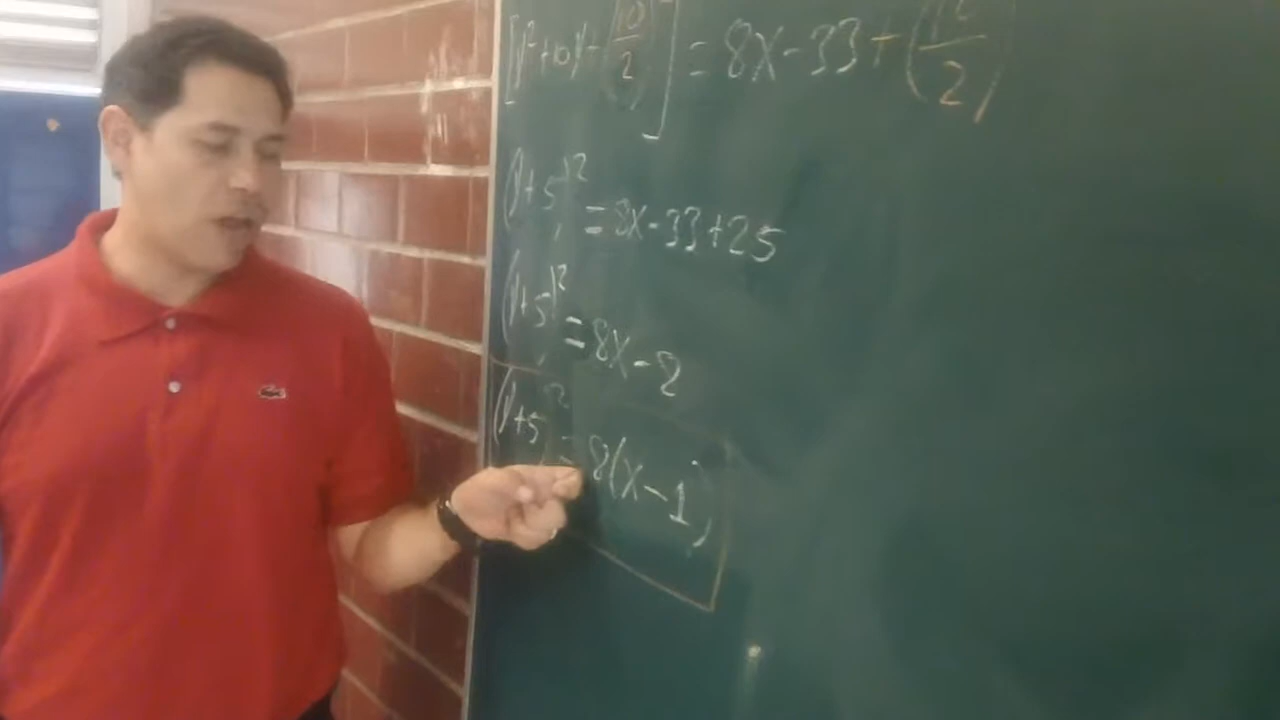 [y²+10y+(10/2)²] = 8x-33+(10/2)
(y+5)² = 8x-33+25
(y+5)² = 8x-8
(y+5)² = 8(x-1)